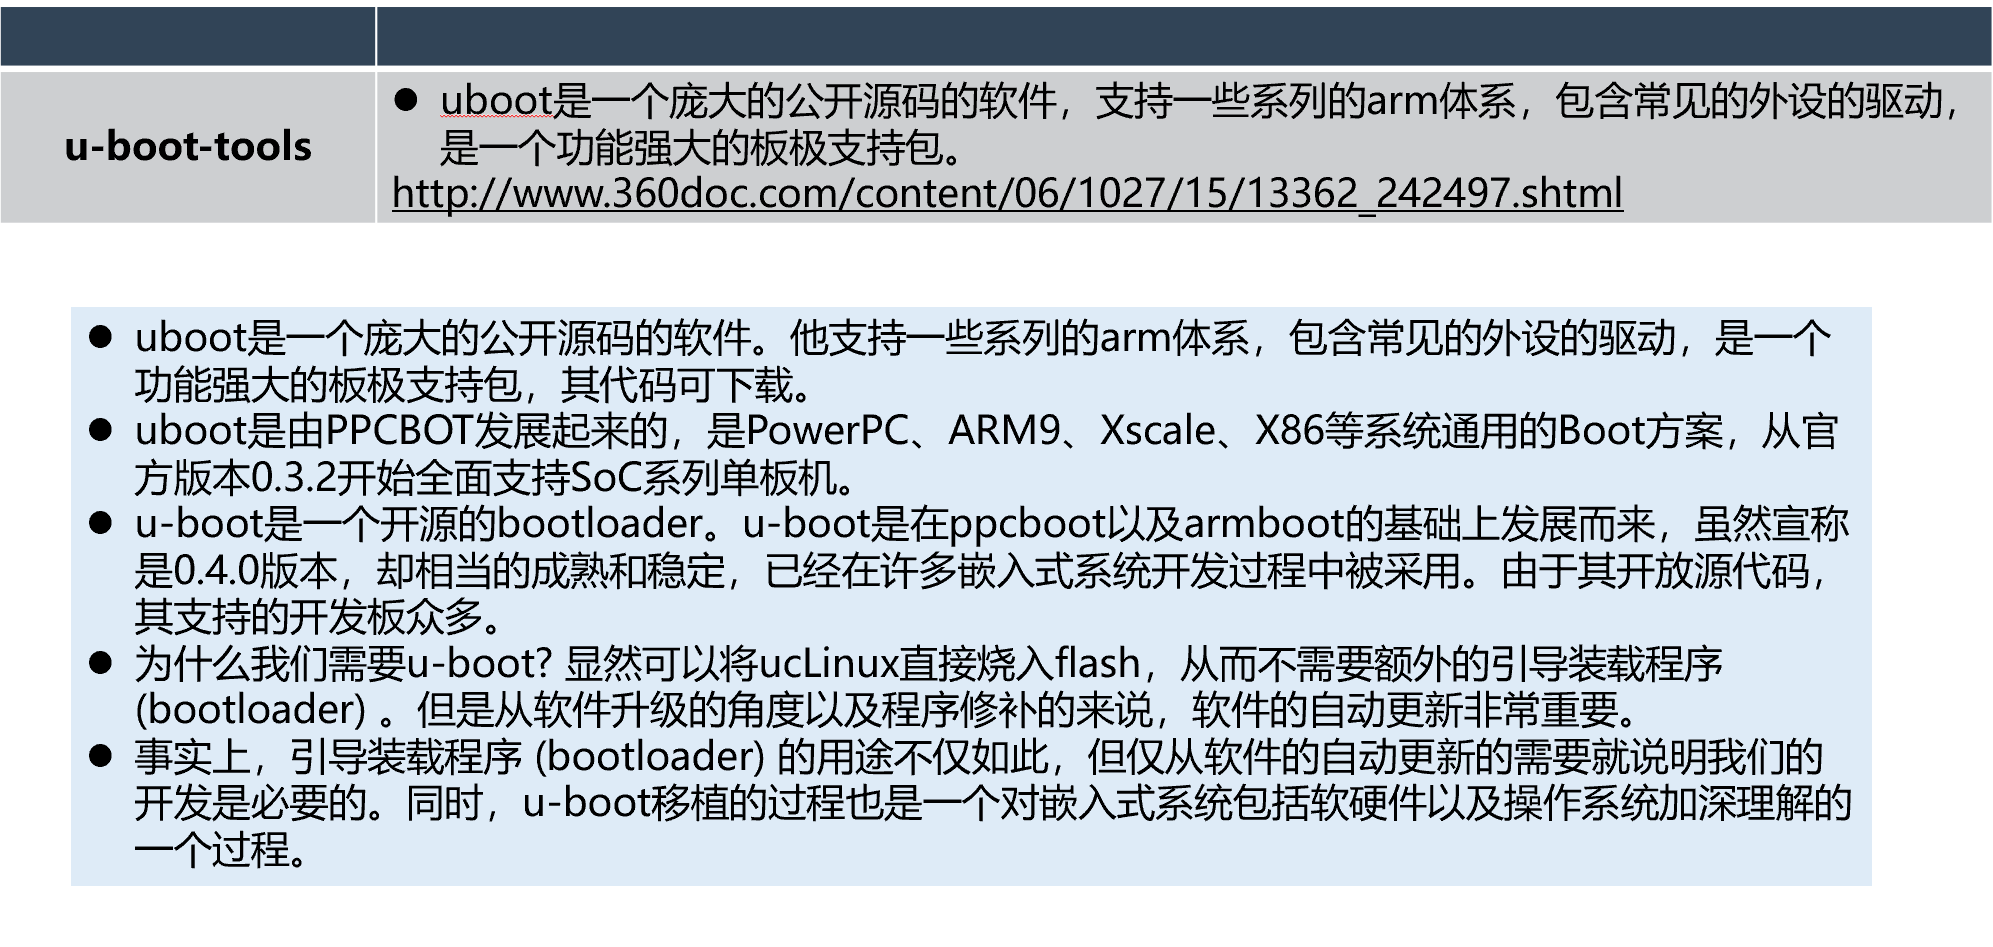 u-boot-tools
● uboot是一个庞大的公开源码的软件，支持一些系列的arm体系，包含常见的外设的驱动，
是一个功能强大的板极支持包。
http://www.360doc.com/content/06/1027/15/13362_242497.shtml
● uboot是一个庞大的公开源码的软件。他支持一些系列的arm体系，包含常见的外设的驱动，是一个
功能强大的板极支持包，其代码可下载。
● uboot是由PPCBOT发展起来的，是PowerPC、ARM9、Xscale、X86等系统通用的Boot方案，从官
方版本0.3.2开始全面支持SoC系列单板机。
● u-boot是一个开源的bootloader。u-boot是在ppcboot以及armboot的基础上发展而来，虽然宣称
是0.4.0版本，却相当的成熟和稳定，已经在许多嵌入式系统开发过程中被采用。由于其开放源代码，
其支持的开发板众多。
● 为什么我们需要u-boot? 显然可以将ucLinux直接烧入flash，从而不需要额外的引导装载程序
(bootloader) 。但是从软件升级的角度以及程序修补的来说，软件的自动更新非常重要。
● 事实上，引导装载程序 (bootloader) 的用途不仅如此，但仅从软件的自动更新的需要就说明我们的
开发是必要的。同时，u-boot移植的过程也是一个对嵌入式系统包括软硬件以及操作系统加深理解的
一个过程。